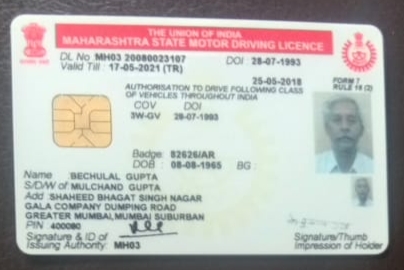 THE UNION OF INDIA
MAHARASHTRA STATE MOTOR DRIVING LICENCE
DL No MH03 20080023107 DOI : 28-07-1993
Valid Till : 17-05-2021 (TR)
25-05-2018 FORM 7
RULE 16 (2)
AUTHORISATION TO DRIVE FOLLOWING CLASS
OF VEHICLES THROUGHOUT INDIA
COV DOI
3W-GV 28-07-1993
Badge: 82626/AR
DOB : 08-08-1965 BG :
Name : BECHULAL GUPTA
S/D/W of MULCHAND GUPTA
Add : SHAHEED BHAGAT SINGH NAGAR
GALA COMPANY DUMPING ROAD
GREATER MUMBAI,MUMBAI SUBURBAN
PIN :400080
Signature & ID of
Issuing Authority: MH03
Signature/Thumb
Impression of Holder